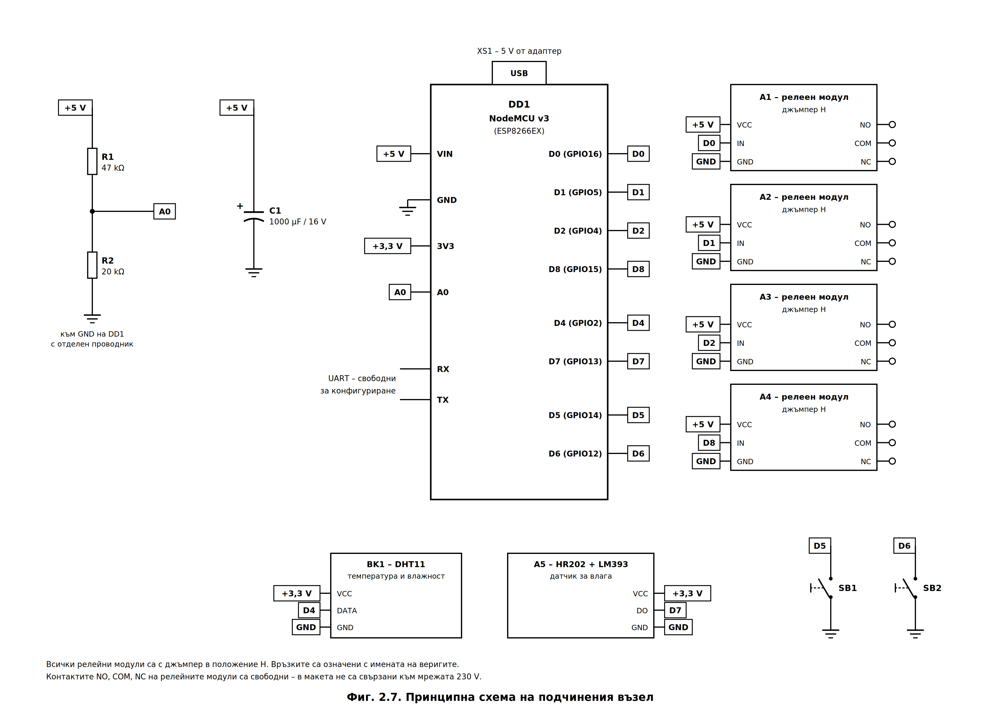 XS1 – 5 V от адаптер
USB
+5 V
R1
47 kΩ
A0
R2
20 kΩ
към GND на DD1
с отделен проводник
+5 V
+
C1
1000 µF / 16 V
DD1
NodeMCU v3
(ESP8266EX)
+5 V
VIN
GND
+3,3 V
3V3
A0
A0
RX
UART – свободни
за конфигуриране
TX
D0 (GPIO16)
D0
D1 (GPIO5)
D1
D2 (GPIO4)
D2
D8 (GPIO15)
D8
D4 (GPIO2)
D4
D7 (GPIO13)
D7
D5 (GPIO14)
D5
D6 (GPIO12)
D6
A1 – релеен модул
джъмпер H
+5 V
VCC
NO
D0
IN
COM
GND
GND
NC
A2 – релеен модул
джъмпер H
+5 V
VCC
NO
D1
IN
COM
GND
GND
NC
A3 – релеен модул
джъмпер H
+5 V
VCC
NO
D2
IN
COM
GND
GND
NC
A4 – релеен модул
джъмпер H
+5 V
VCC
NO
D8
IN
COM
GND
GND
NC
BK1 – DHT11
температура и влажност
+3,3 V
VCC
D4
DATA
GND
GND
A5 – HR202 + LM393
датчик за влага
VCC
+3,3 V
DO
D7
GND
GND
D5
SB1
D6
SB2
Всички релейни модули са с джъмпер в положение H. Връзките са означени с имената на веригите.
Контактите NO, COM, NC на релейните модули са свободни – в макета не са свързани към мрежата 230 V.
Фиг. 2.7. Принципна схема на подчинения възел